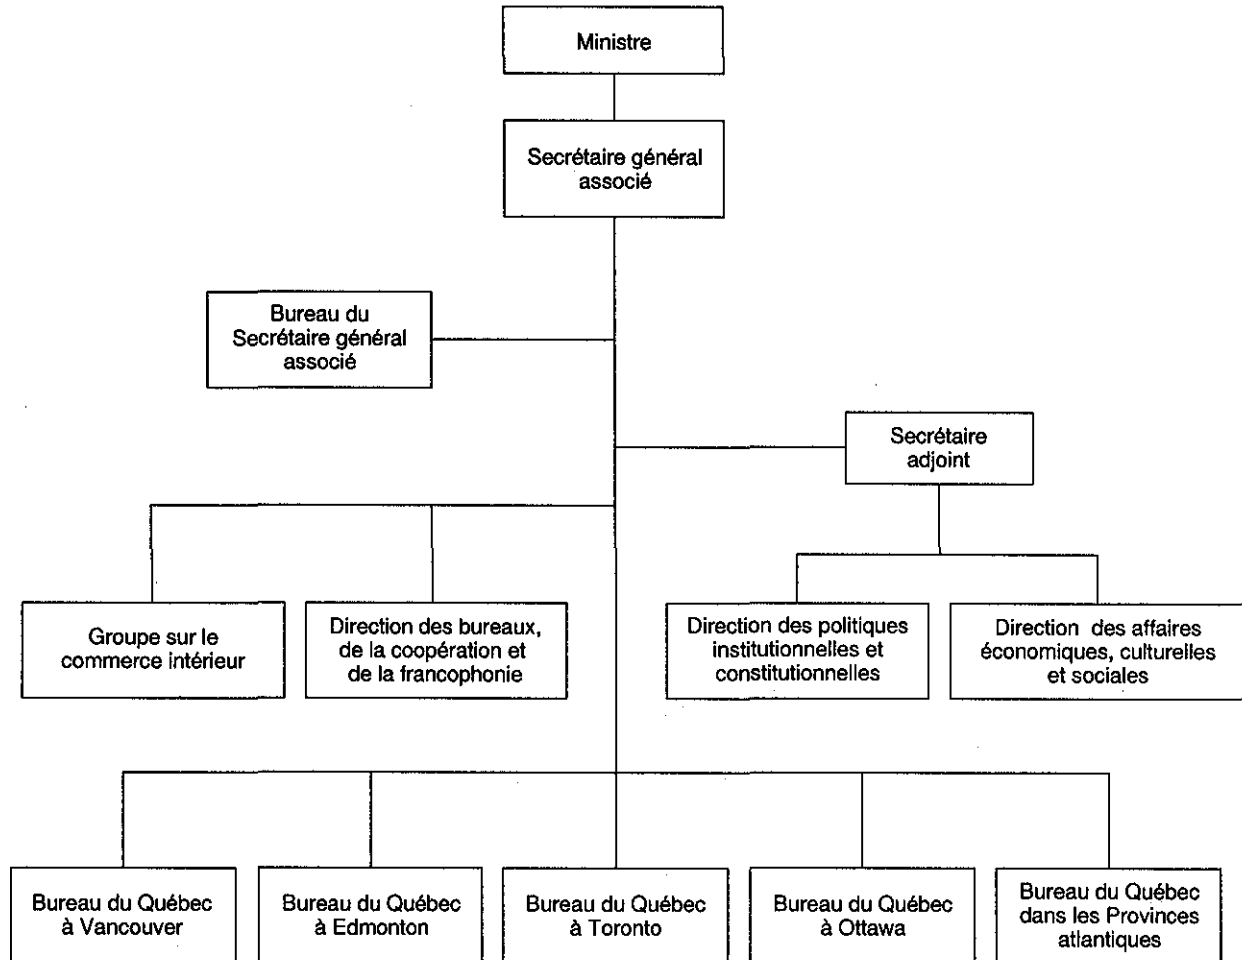 Ministre
Secrétaire général
associé
Bureau du
Secrétaire général
associé
Secrétaire
adjoint
Groupe sur le
commerce intérieur
Direction des bureaux,
de la coopération et
de la francophonie
Direction des politiques
institutionnelles et
constitutionnelles
Direction des affaires
économiques, culturelles
et sociales
Bureau du Québec
à Vancouver
Bureau du Québec
à Edmonton
Bureau du Québec
à Toronto
Bureau du Québec
à Ottawa
Bureau du Québec
dans les Provinces
atlantiques